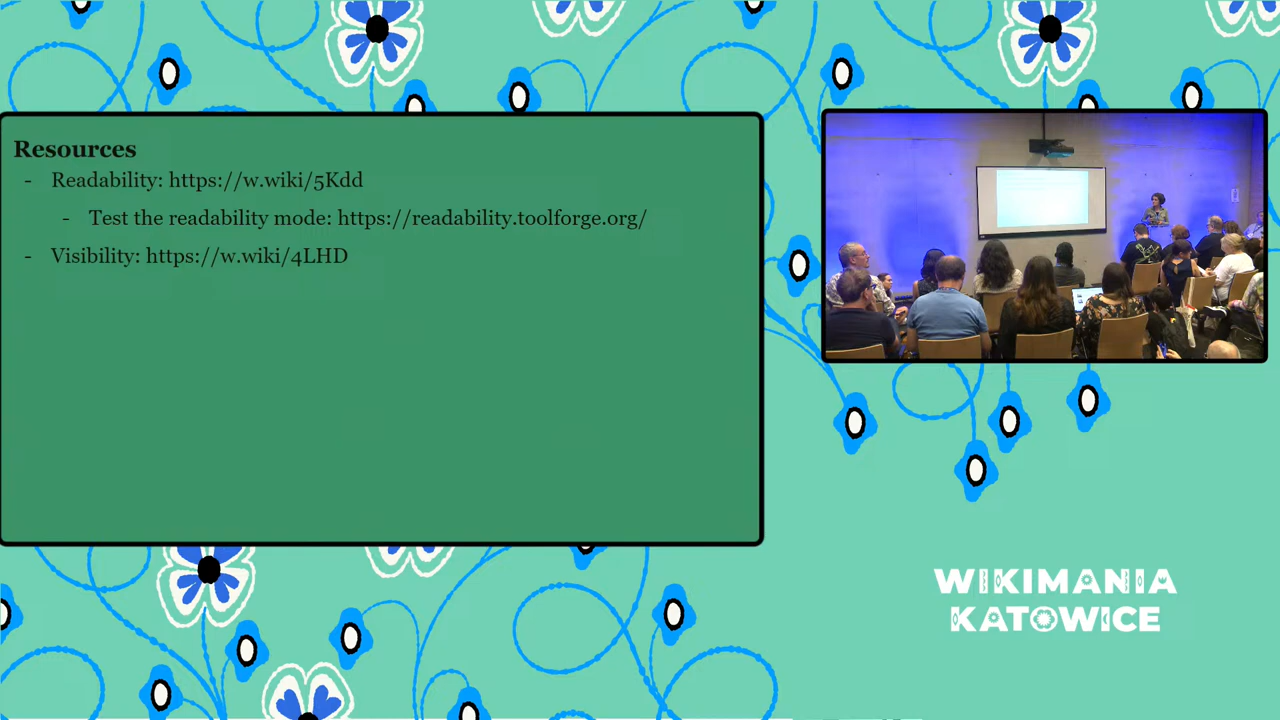 Resources
- Readability: https://w.wiki/5Kdd
- Test the readability mode: https://readability.toolforge.org/
- Visibility: https://w.wiki/4LHD
WIKIMANIA
KATOWICE